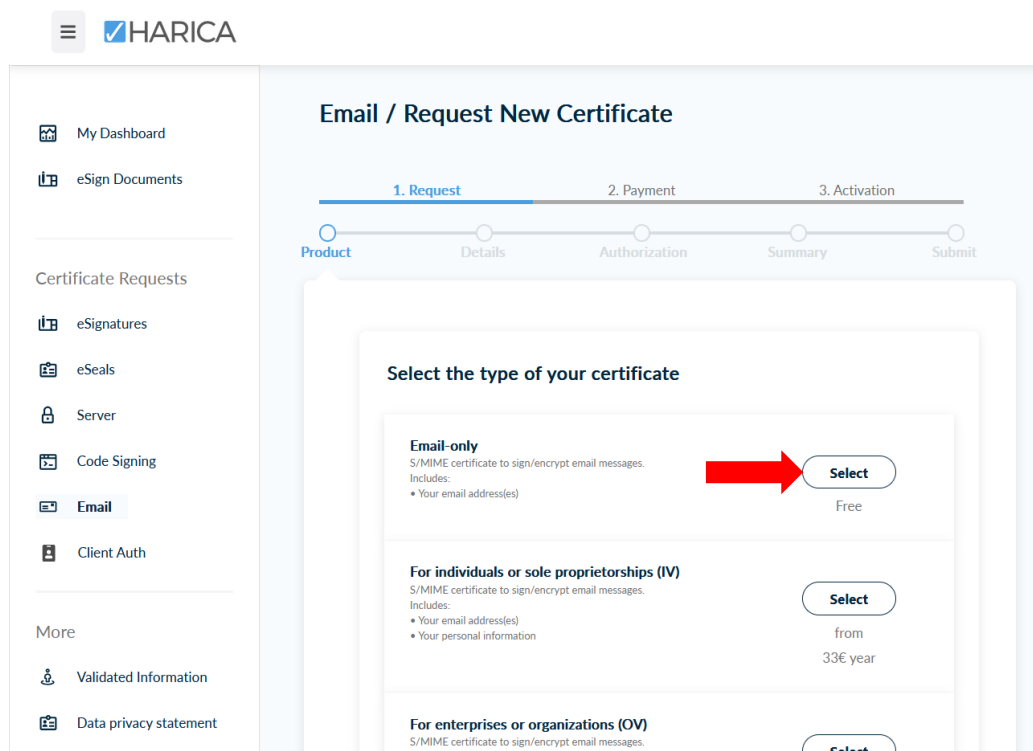 HARICA
My Dashboard
eSign Documents
Certificate Requests
eSignatures
eSeals
Server
Code Signing
Email
Client Auth
More
Validated Information
Data privacy statement
Email / Request New Certificate
1. Request
2. Payment
3. Activation
Product
Details
Authorization
Summary
Submit
Select the type of your certificate
Email-only
S/MIME certificate to sign/encrypt email messages.
Includes:
• Your email address(es)
Select
Free
For individuals or sole proprietorships (IV)
S/MIME certificate to sign/encrypt email messages.
Includes:
• Your email address(es)
• Your personal information
Select
from
33€ year
For enterprises or organizations (OV)
S/MIME certificate to sign/encrypt email messages.
Select